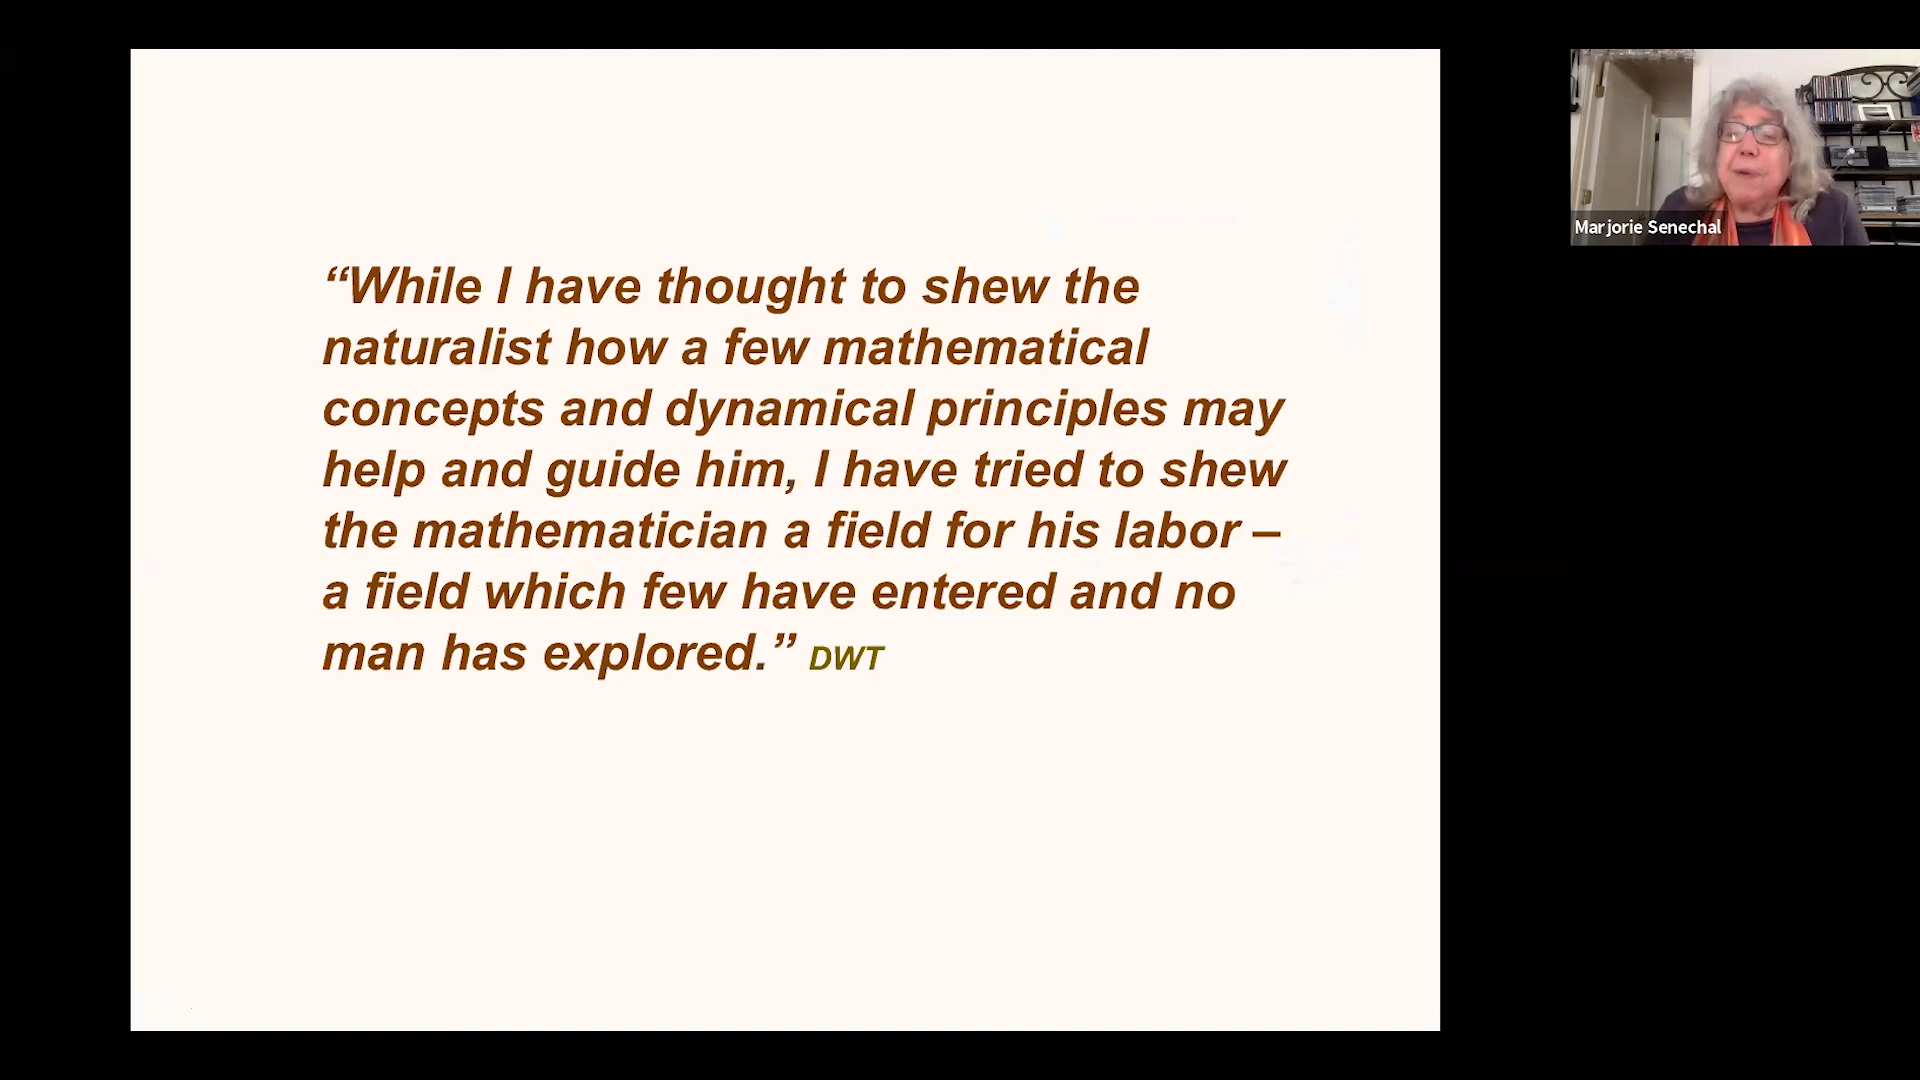 “While I have thought to shew the
naturalist how a few mathematical
concepts and dynamical principles may
help and guide him, I have tried to shew
the mathematician a field for his labor –
a field which few have entered and no
man has explored.” DWT
Marjorie Senechal